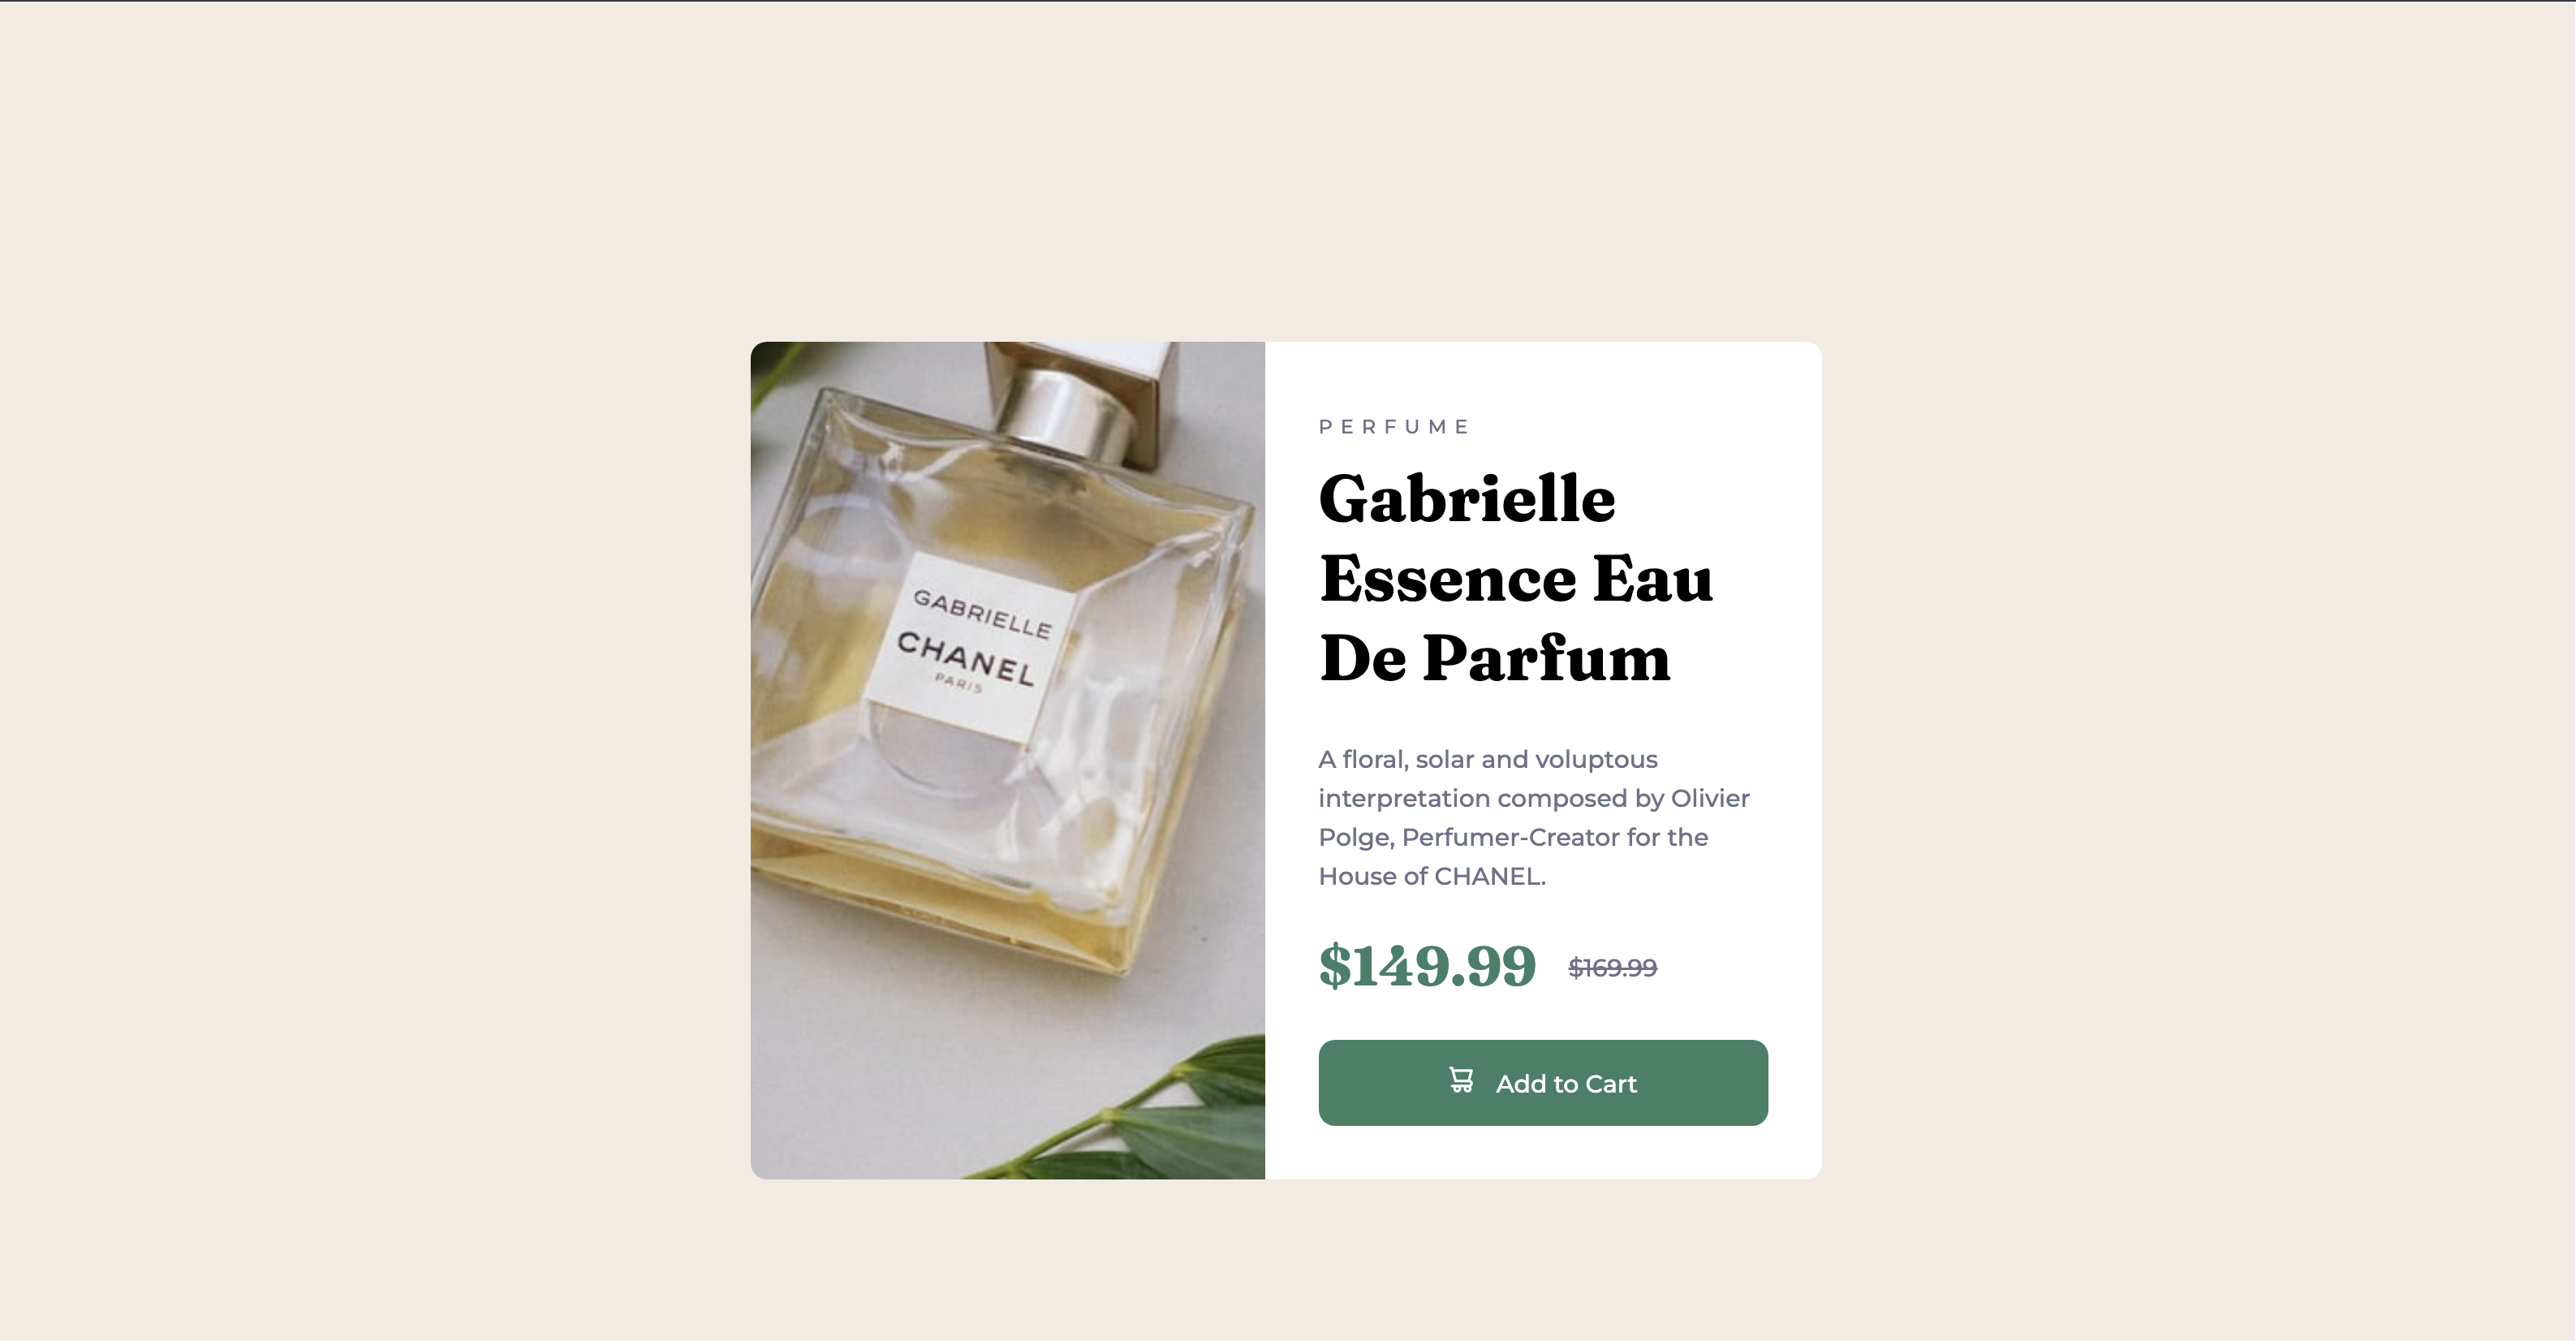 GABRIELLE
CHANEL
PARIS
PERFUME
Gabrielle
Essence Eau
De Parfum
A floral, solar and voluptous
interpretation composed by Olivier
Polge, Perfumer-Creator for the
House of CHANEL.
$149.99 $169.99
Add to Cart